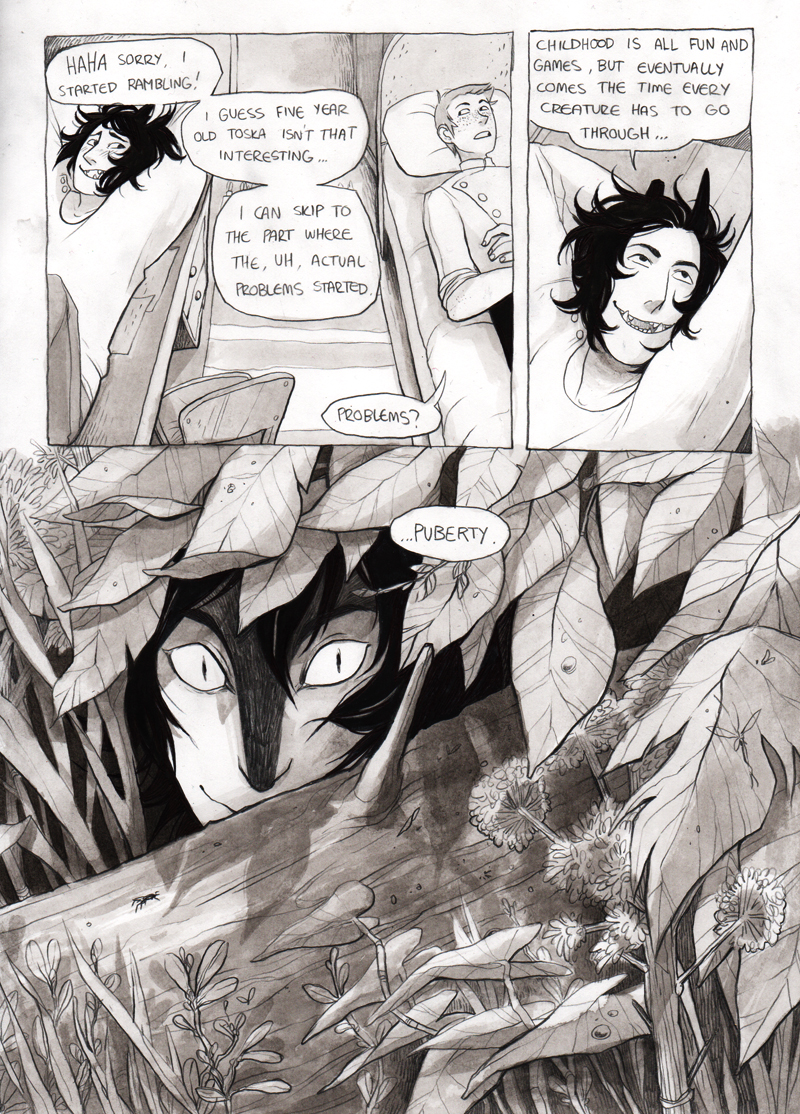 HAHA SORRY, I
STARTED RAMBLING!
I GUESS FIVE YEAR
OLD TOSKA ISN'T THAT
INTERESTING...
I CAN SKIP TO
THE PART WHERE
THE, UH, ACTUAL
PROBLEMS STARTED.
PROBLEMS?
CHILDHOOD IS ALL FUN AND
GAMES, BUT EVENTUALLY
COMES THE TIME EVERY
CREATURE HAS TO GO
THROUGH...
...PUBERTY.